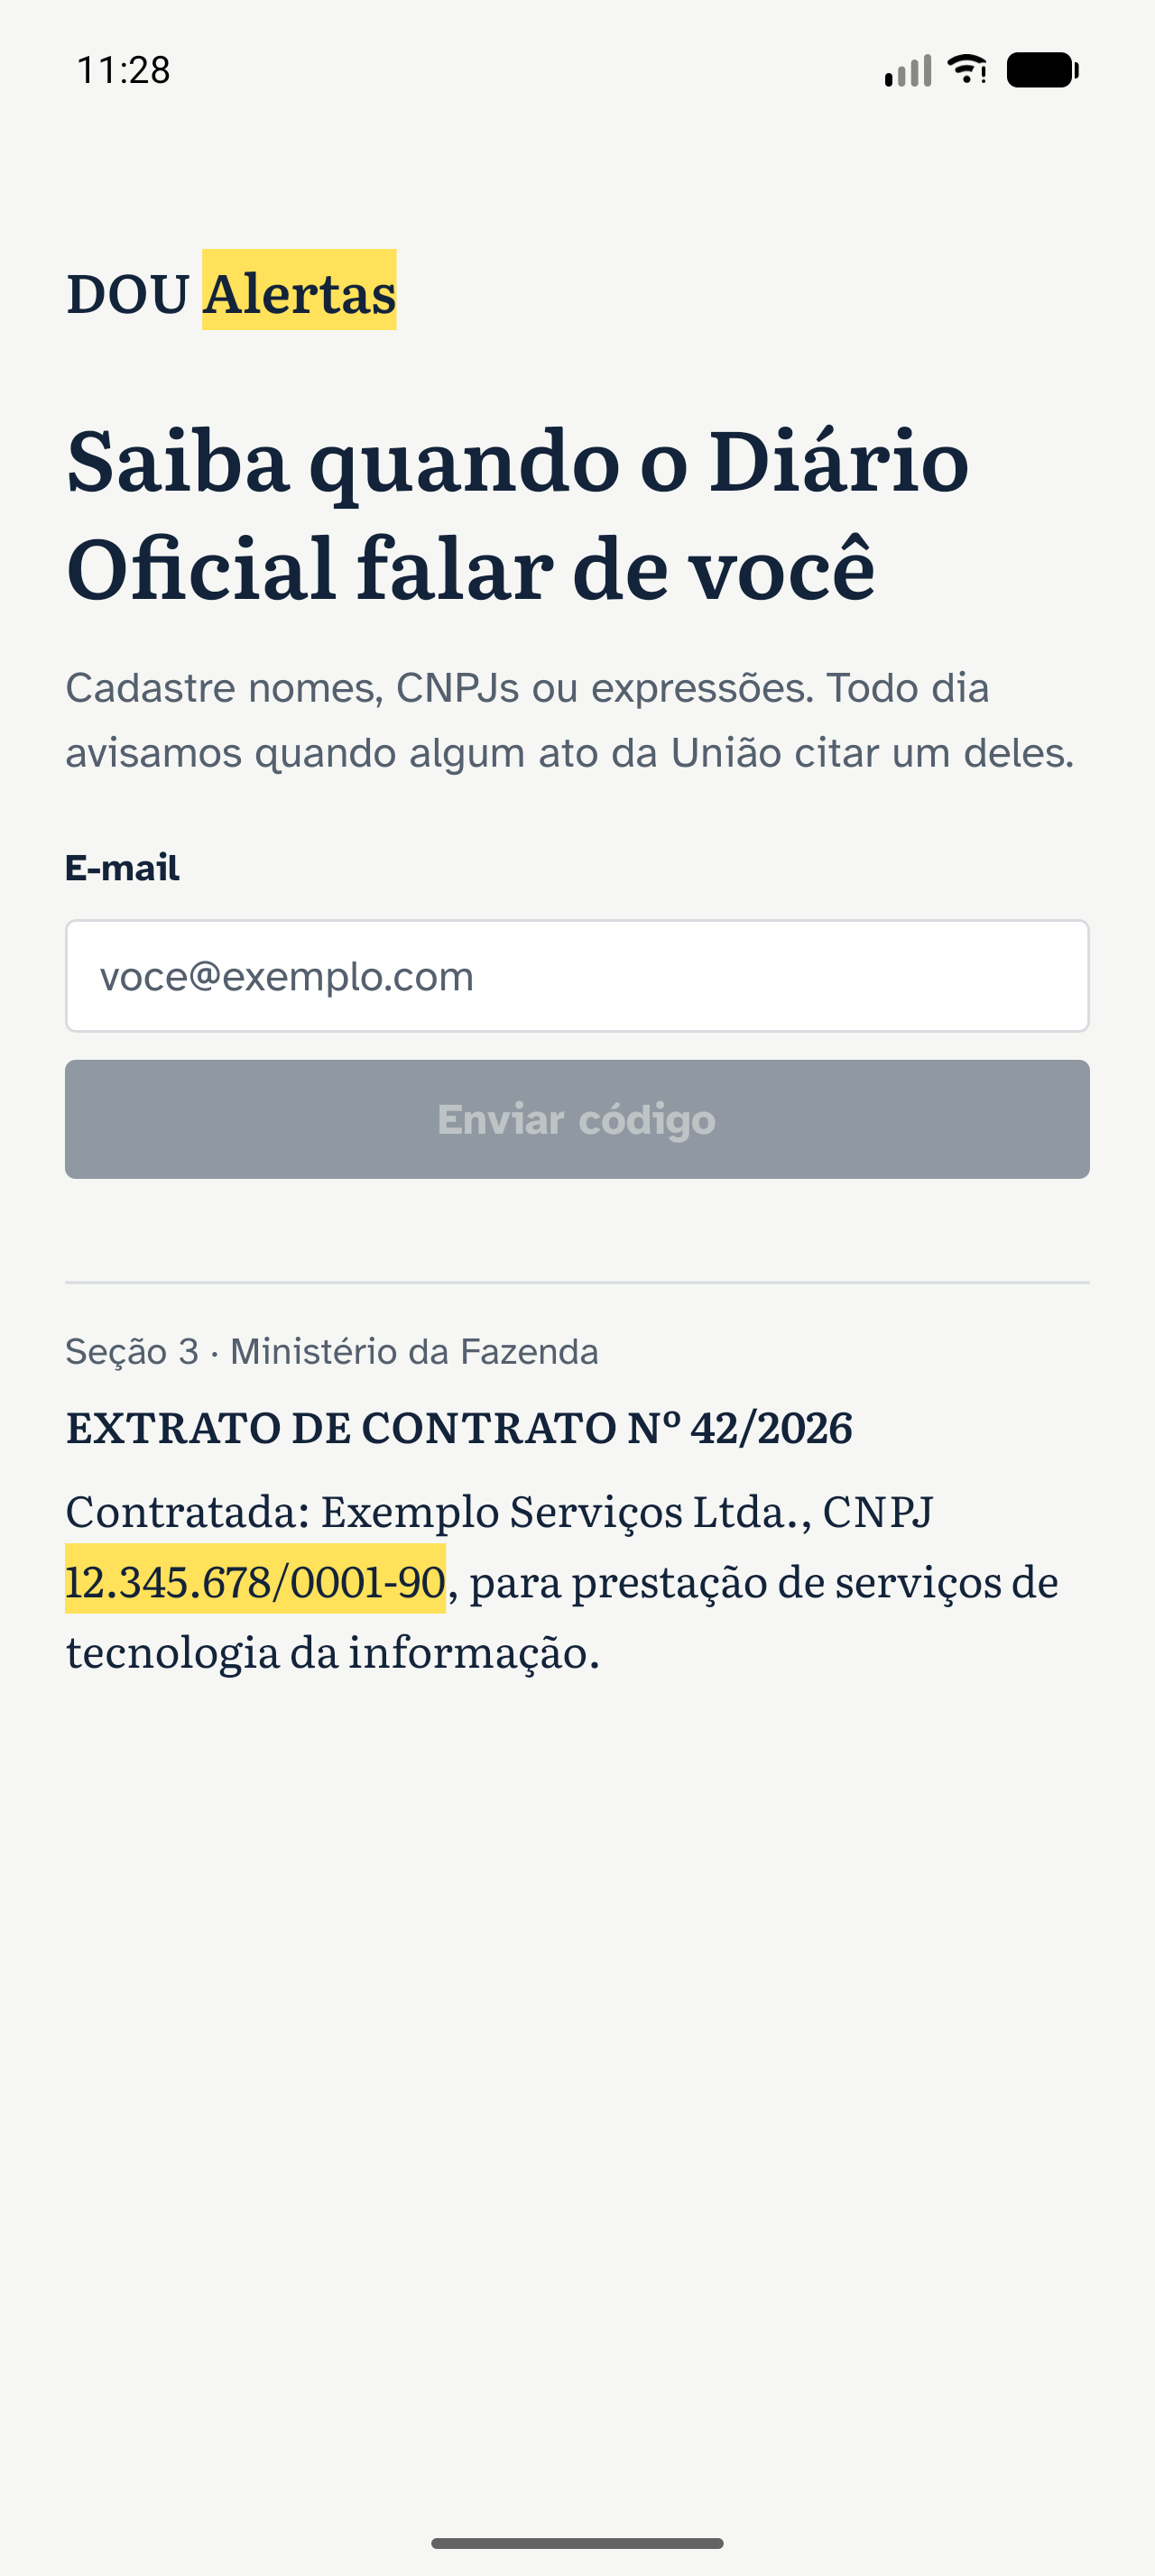 11:28
DOU Alertas
Saiba quando o Diário
Oficial falar de você
Cadastre nomes, CNPJs ou expressões. Todo dia
avisamos quando algum ato da União citar um deles.
E-mail
voce@exemplo.com
Enviar código
Seção 3 · Ministério da Fazenda
EXTRATO DE CONTRATO Nº 42/2026
Contratada: Exemplo Serviços Ltda., CNPJ
12.345.678/0001-90, para prestação de serviços de
tecnologia da informação.